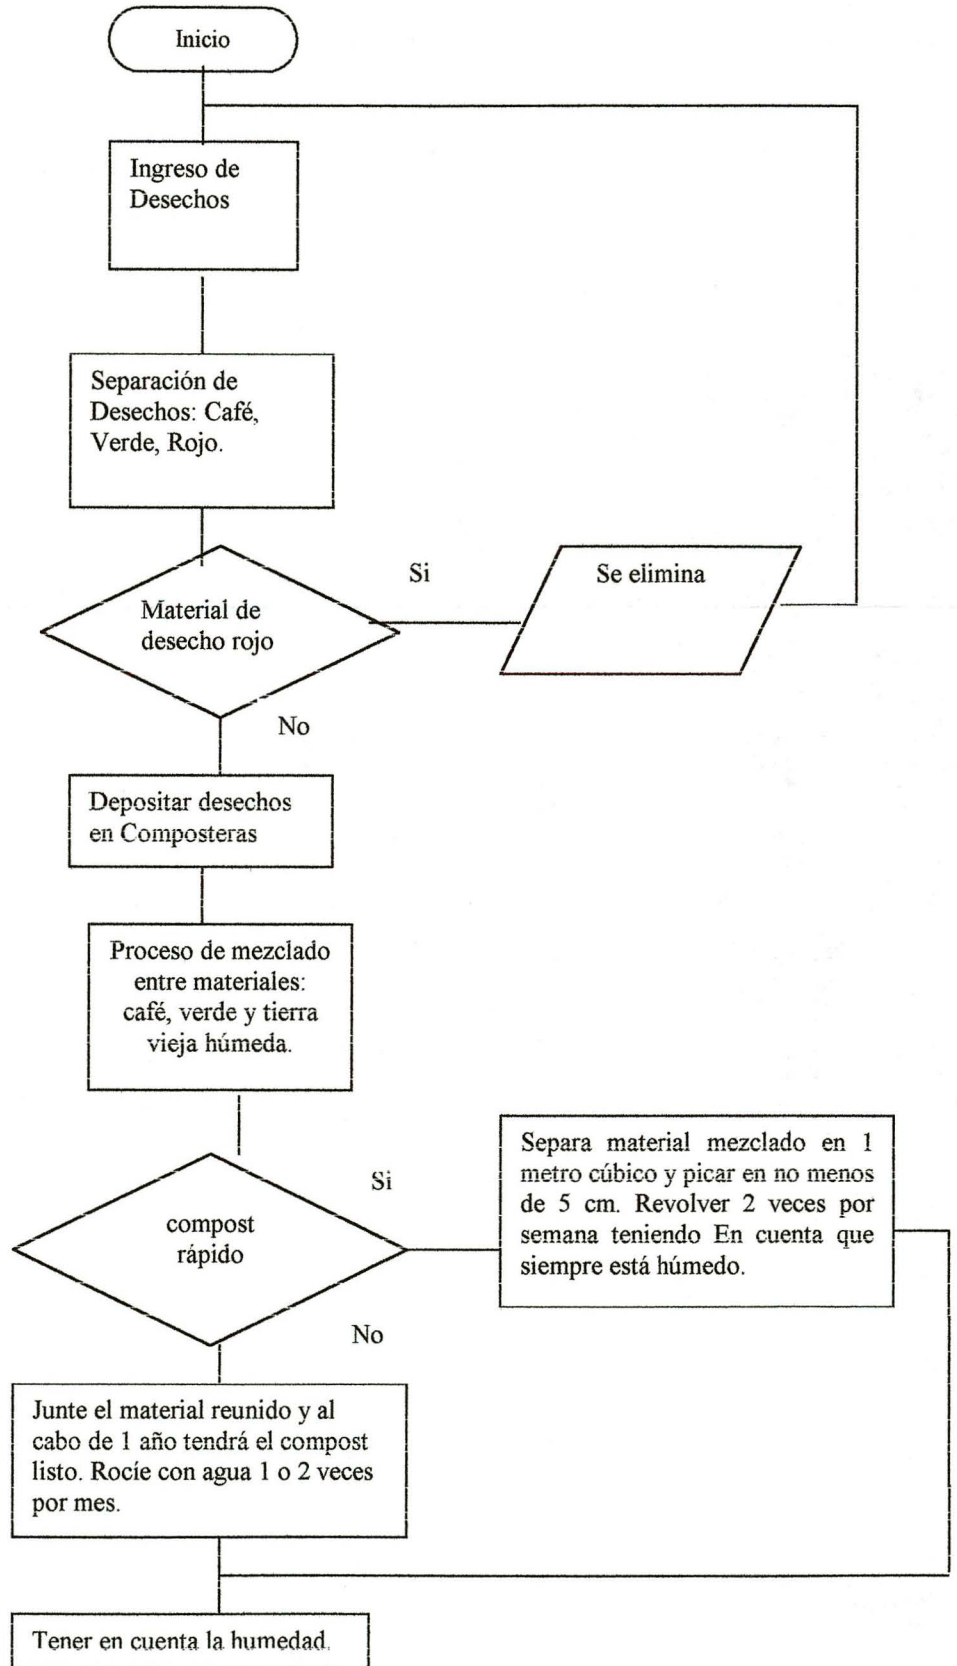 Inicio
Ingreso de
Desechos
Separación de
Desechos: Café,
Verde, Rojo.
Si
Se elimina
Material de
desecho rojo
No
Depositar desechos
en Composteras
Proceso de mezclado
entre materiales:
café, verde y tierra
vieja húmeda.
Si
compost
rápido
Separa material mezclado en 1
metro cúbico y picar en no menos
de 5 cm. Revolver 2 veces por
semana teniendo En cuenta que
siempre está húmedo.
No
Junte el material reunido y al
cabo de 1 año tendrá el compost
listo. Rocíe con agua 1 o 2 veces
por mes.
Tener en cuenta la humedad.